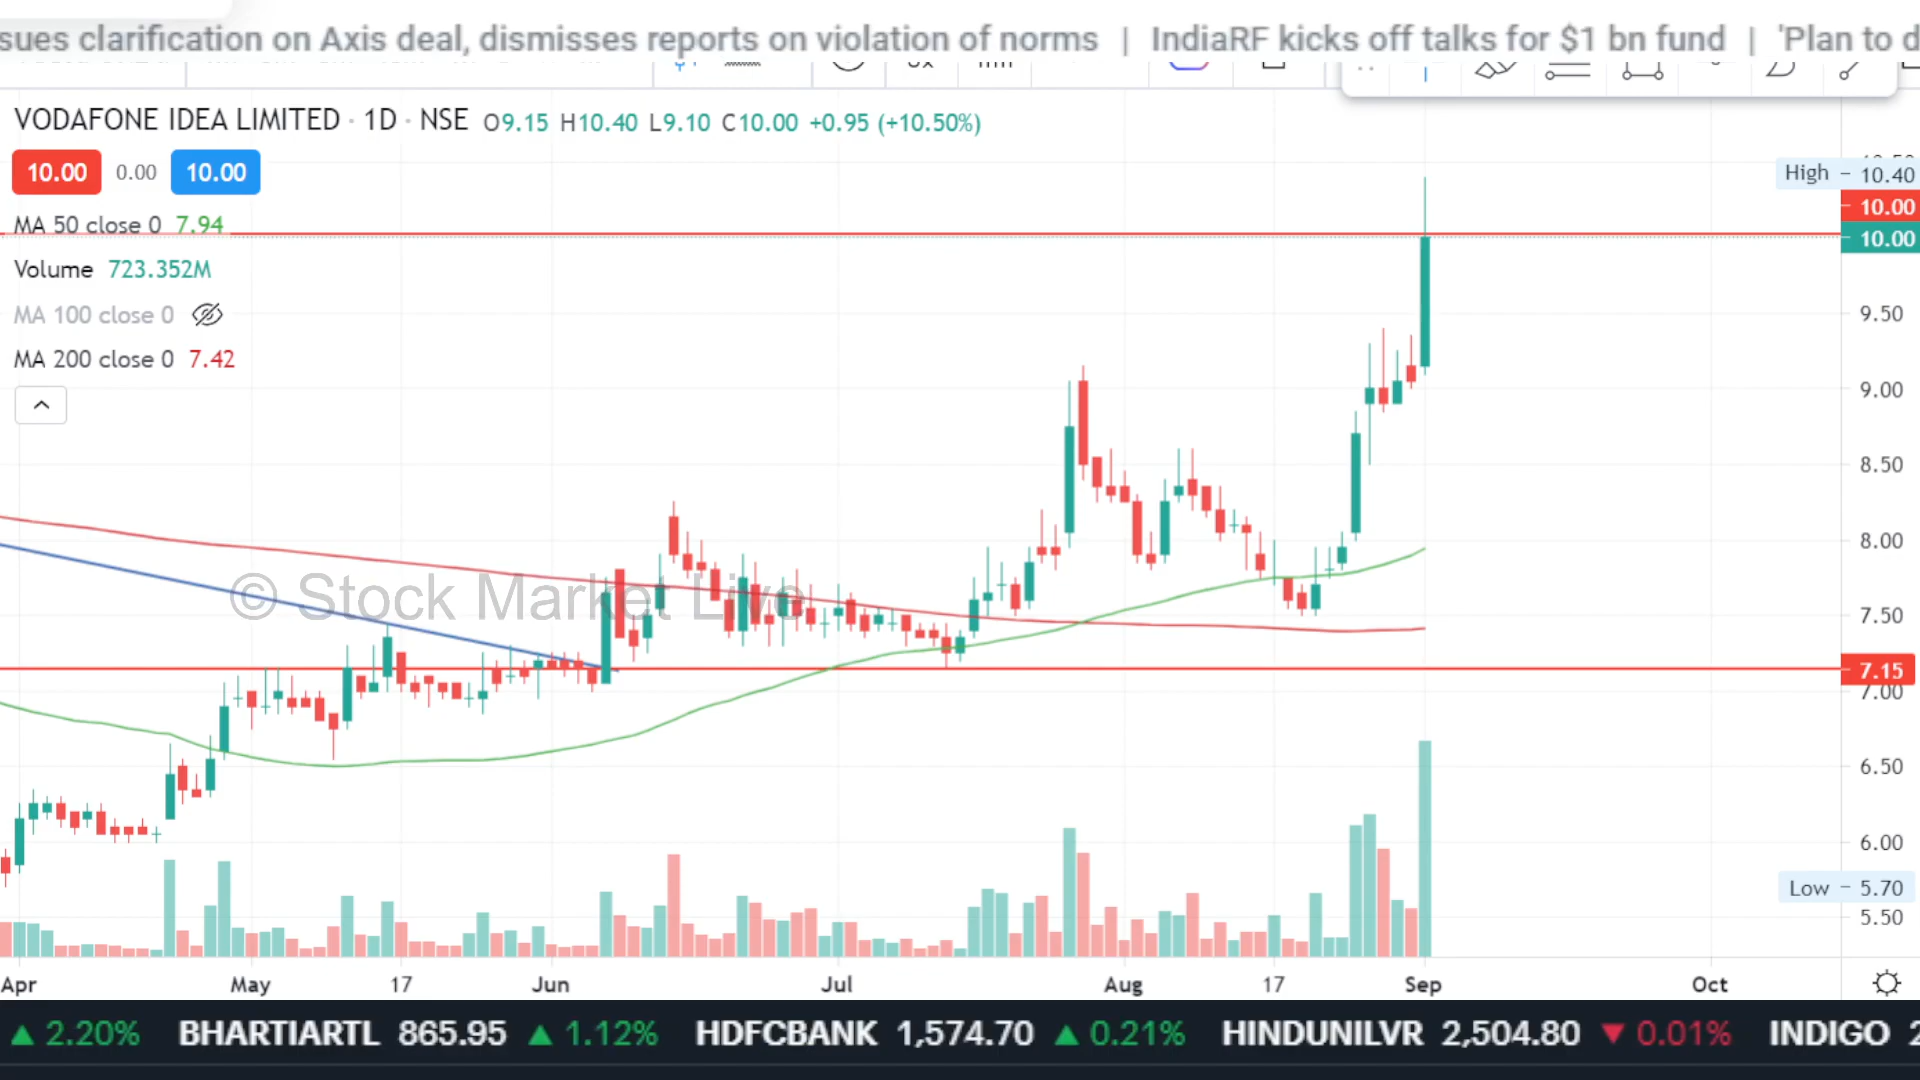 sues clarification on Axis deal, dismisses reports on violation of norms | IndiaRF kicks off talks for $1 bn fund | 'Plan to d
VODAFONE IDEA LIMITED · 1D · NSE O9.15 H10.40 L9.10 C10.00 +0.95 (+10.50%)
10.00 0.00 10.00
High 10.40
10.00
MA 50 close 0 7.94
10.00
Volume 723.352M
MA 100 close 0
9.50
MA 200 close 0 7.42
9.00
8.50
8.00
© Stock Market Live
7.50
7.15
7.00
6.50
6.00
Low 5.70
5.50
Apr May 17 Jun Jul Aug 17 Sep Oct
▲ 2.20% BHARTIARTL 865.95 ▲ 1.12% HDFCBANK 1,574.70 ▲ 0.21% HINDUNILVR 2,504.80 ▼ 0.01% INDIGO 2